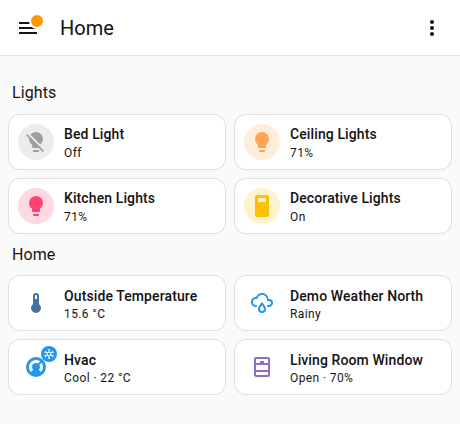 Home
Lights
Bed Light
Off
Ceiling Lights
71%
Kitchen Lights
71%
Decorative Lights
On
Home
Outside Temperature
15.6 °C
Demo Weather North
Rainy
Hvac
Cool · 22 °C
Living Room Window
Open · 70%